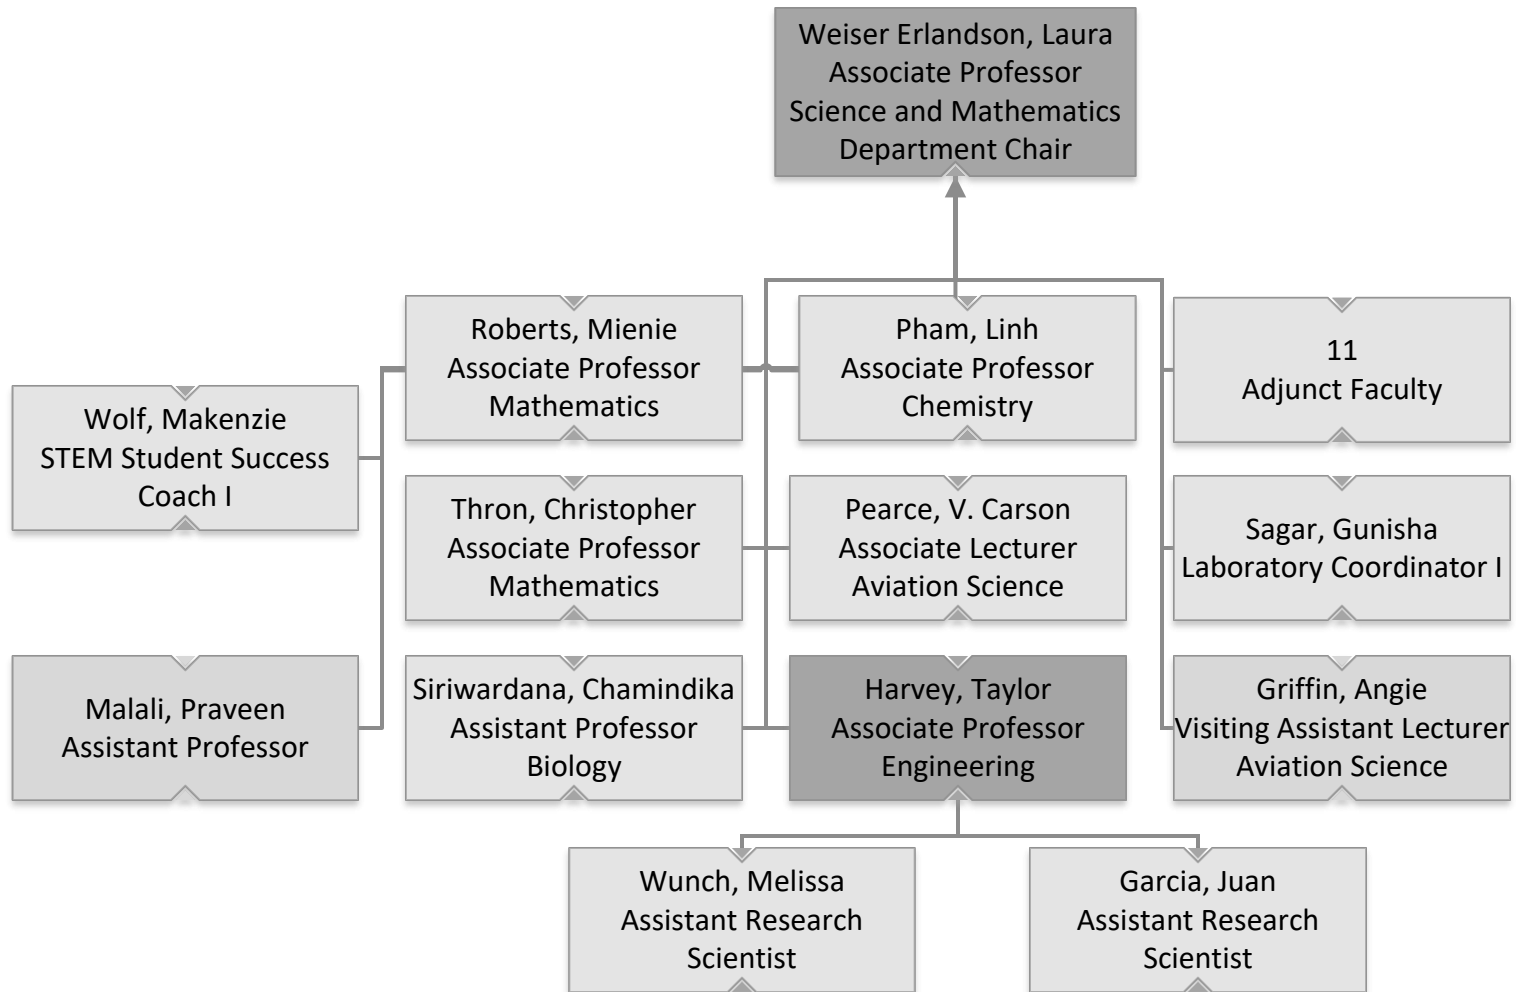 Weiser Erlandson, Laura
Associate Professor
Science and Mathematics
Department Chair
Roberts, Mienie
Associate Professor
Mathematics
Pham, Linh
Associate Professor
Chemistry
11
Adjunct Faculty
Wolf, Makenzie
STEM Student Success
Coach I
Thron, Christopher
Associate Professor
Mathematics
Pearce, V. Carson
Associate Lecturer
Aviation Science
Sagar, Gunisha
Laboratory Coordinator I
Malali, Praveen
Assistant Professor
Siriwardana, Chamindika
Assistant Professor
Biology
Harvey, Taylor
Associate Professor
Engineering
Griffin, Angie
Visiting Assistant Lecturer
Aviation Science
Wunch, Melissa
Assistant Research
Scientist
Garcia, Juan
Assistant Research
Scientist